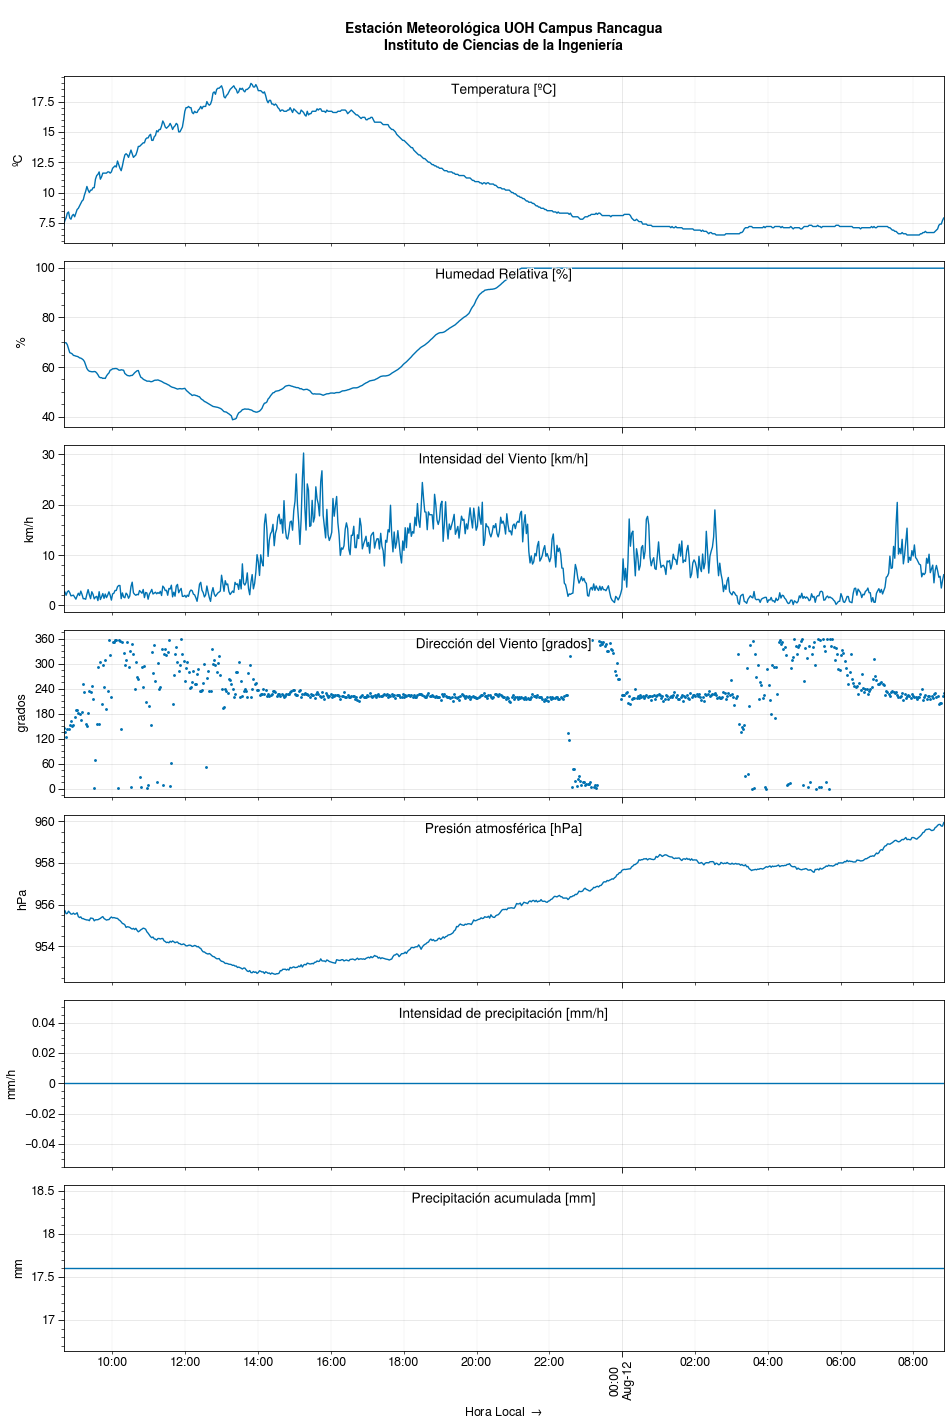 Estación Meteorológica UOH Campus Rancagua
Instituto de Ciencias de la Ingeniería
Temperatura [ºC]
ºC
17.5
15
12.5
10
7.5
Humedad Relativa [%]
%
100
80
60
40
Intensidad del Viento [km/h]
km/h
30
20
10
0
Dirección del Viento [grados]
grados
360
300
240
180
120
60
0
Presión atmosférica [hPa]
hPa
960
958
956
954
Intensidad de precipitación [mm/h]
mm/h
0.04
0.02
0
−0.02
−0.04
Precipitación acumulada [mm]
mm
18.5
18
17.5
17
10:00
12:00
14:00
16:00
18:00
20:00
22:00
00:00
Aug-12
02:00
04:00
06:00
08:00
Hora Local →